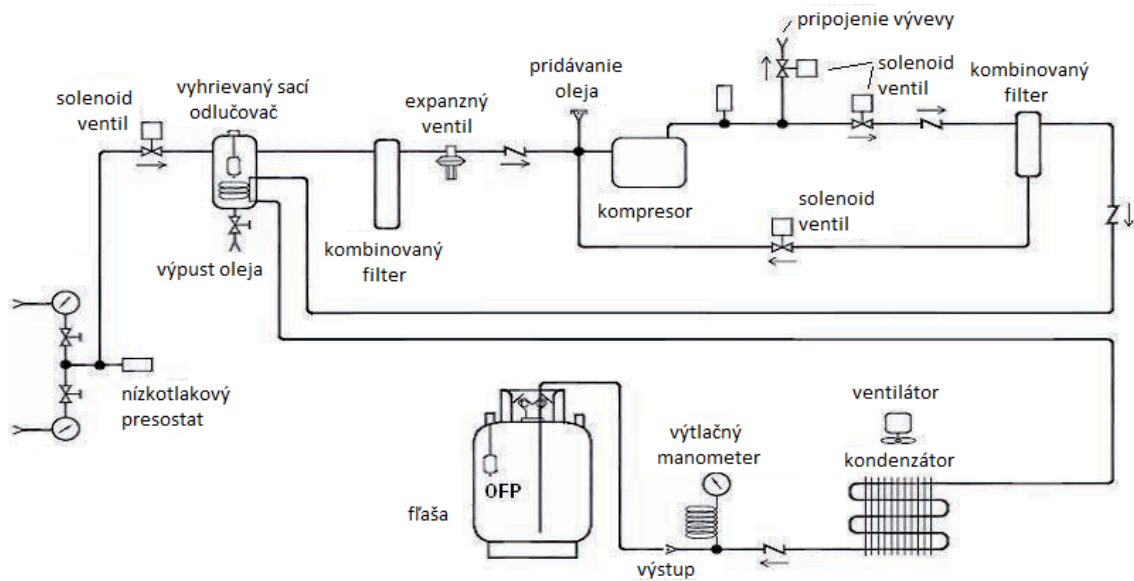 pripojenie vývevy
solenoid
ventil
kombinovaný
filter
pridávanie
oleja
vyhrievaný sací
odlučovač
solenoid
ventil
expanzný
ventil
kompresor
solenoid
ventil
kombinovaný
filter
výpust oleja
nízkotlakový
presostat
ventilátor
výtlačný
manometer
kondenzátor
OFP
fľaša
výstup